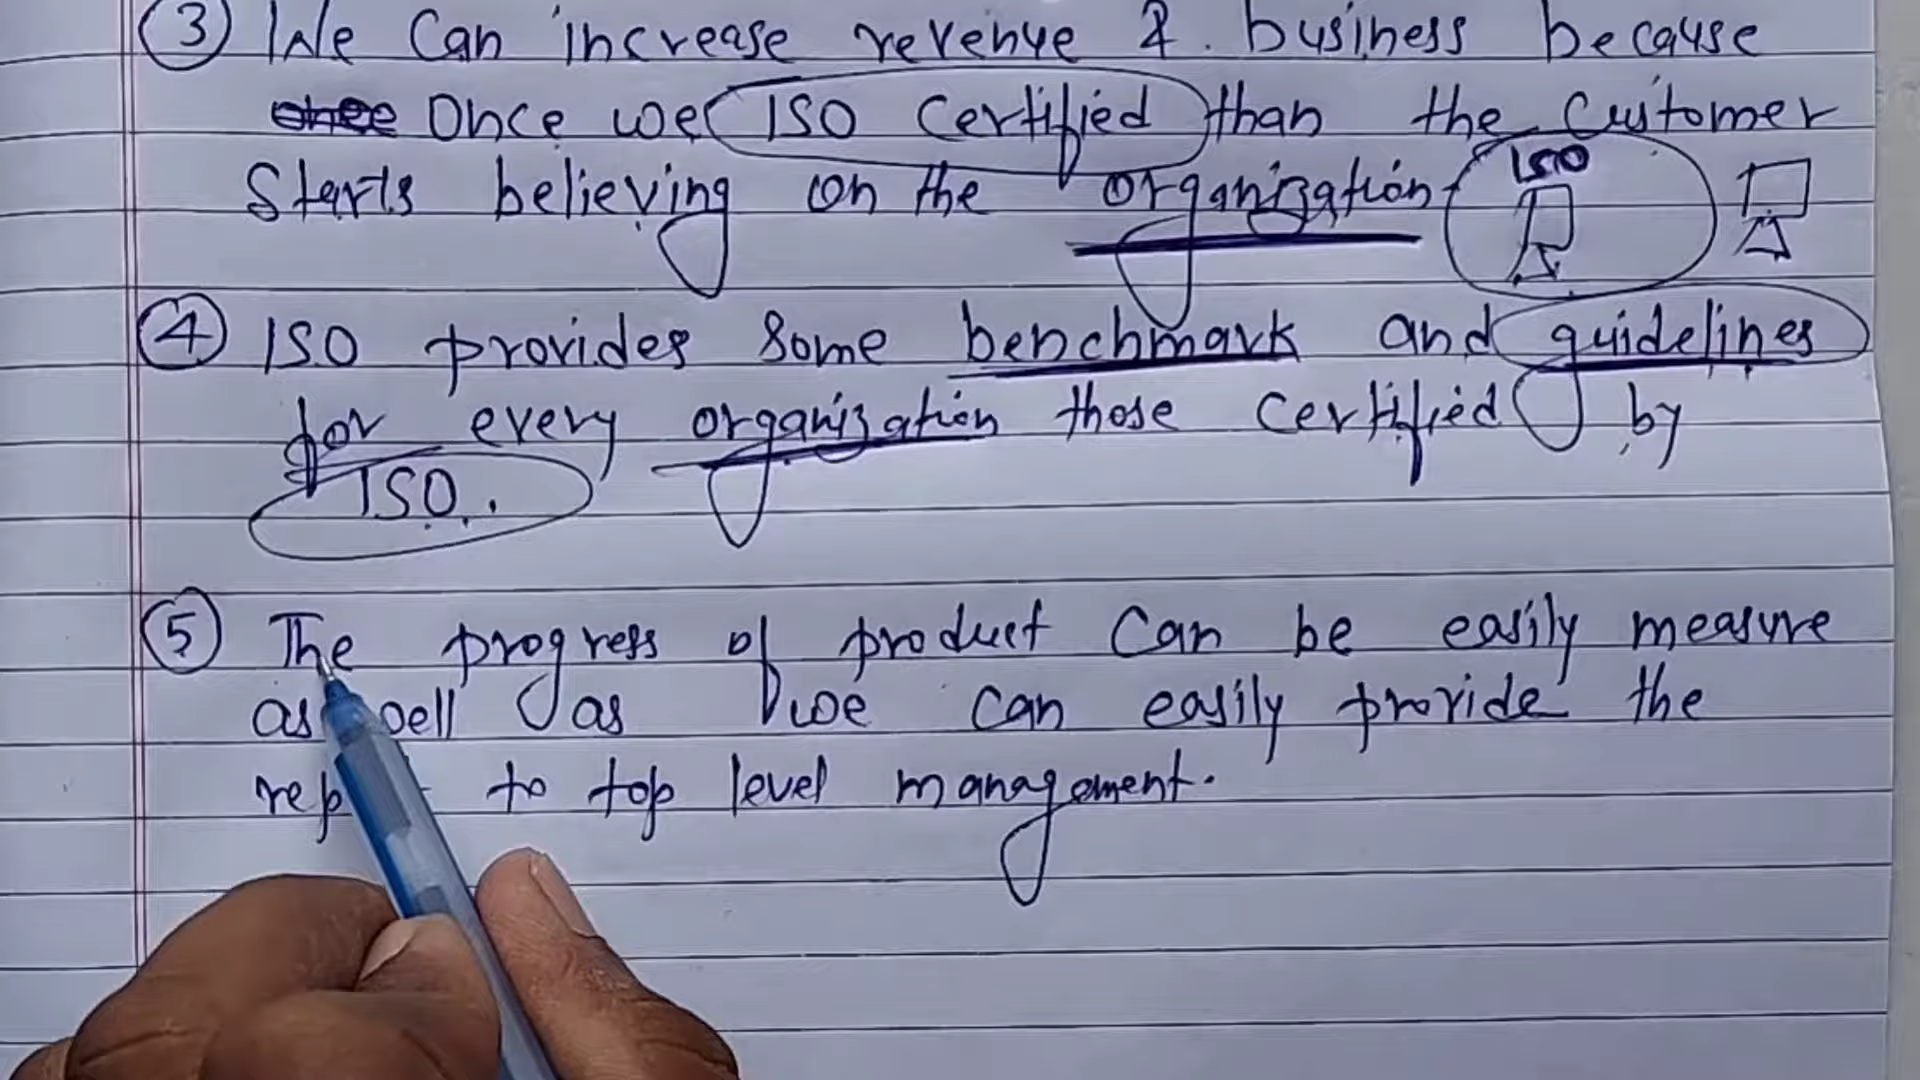 ③ We Can increase revenue & business because
Once we ISO Certified than the Customer
Starts believing on the organization
ISO
④ ISO provides Some benchmark and guidelines
for every organization those Certified by
ISO.
⑤ The progress of product Can be easily measure
as well as we can easily provide the
to top level management.